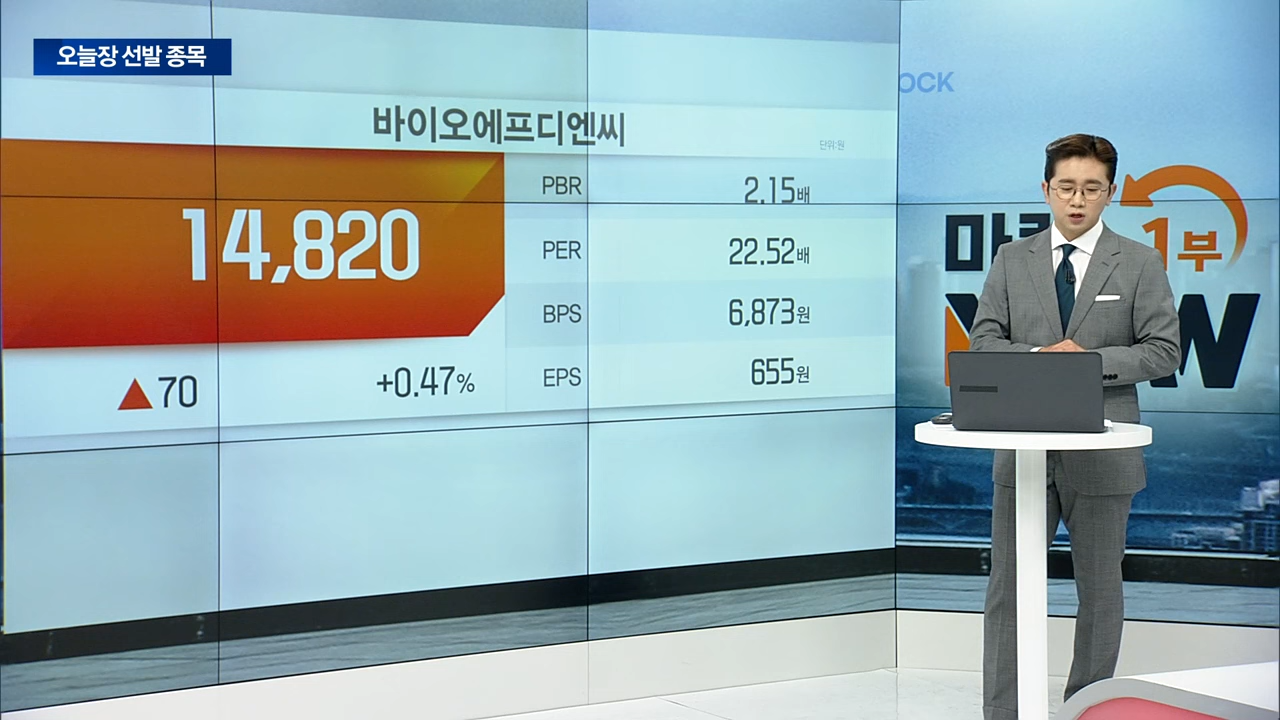 오늘장 선발 종목
OCK
바이오에프디엔씨
단위:원
14,820
▲70
+0.47%
PBR 2.15배
PER 22.52배
BPS 6,873원
EPS 655원
1부